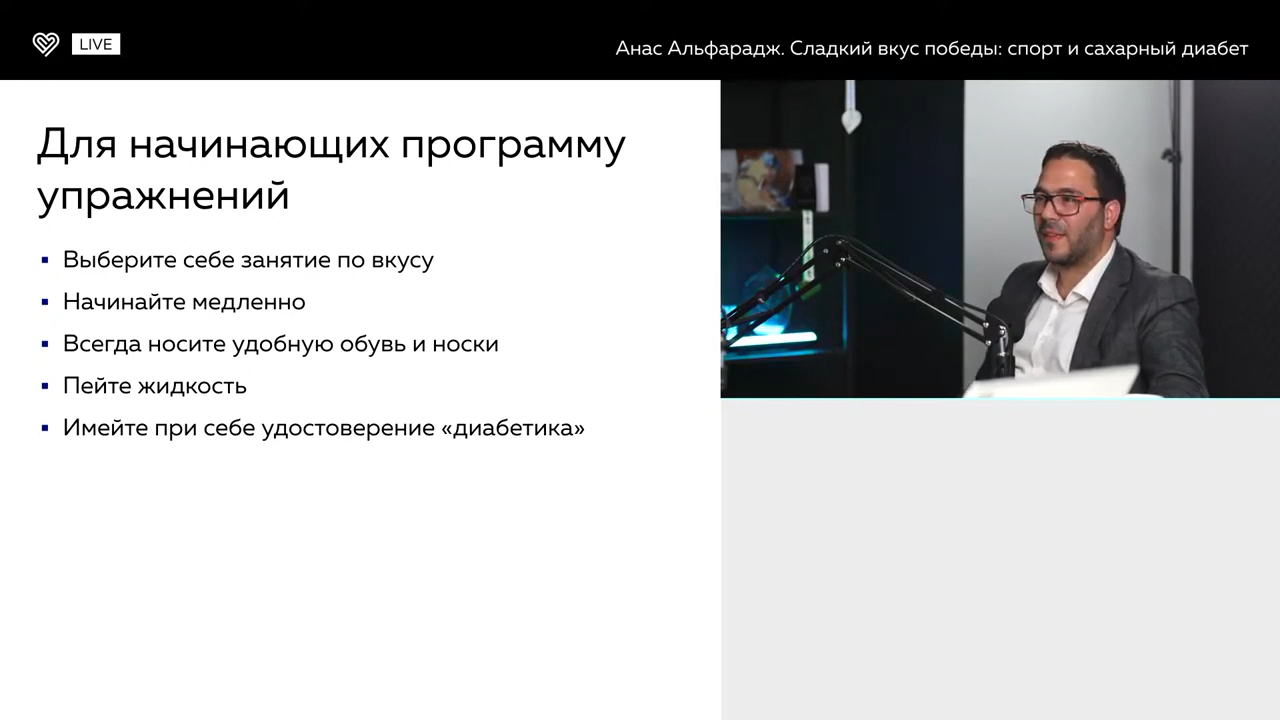 LIVE
Анас Альфарадж. Сладкий вкус победы: спорт и сахарный диабет
Для начинающих программу
упражнений
▪ Выберите себе занятие по вкусу
▪ Начинайте медленно
▪ Всегда носите удобную обувь и носки
▪ Пейте жидкость
▪ Имейте при себе удостоверение «диабетика»